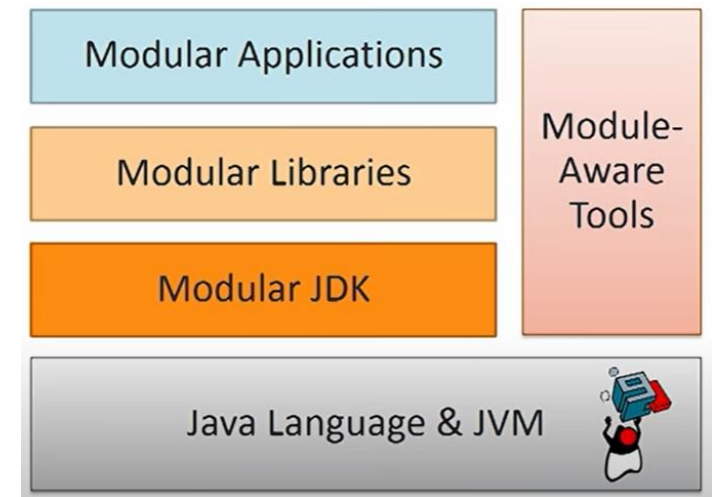 Modular Applications
Modular Libraries
Modular JDK
Module-
Aware
Tools
Java Language & JVM